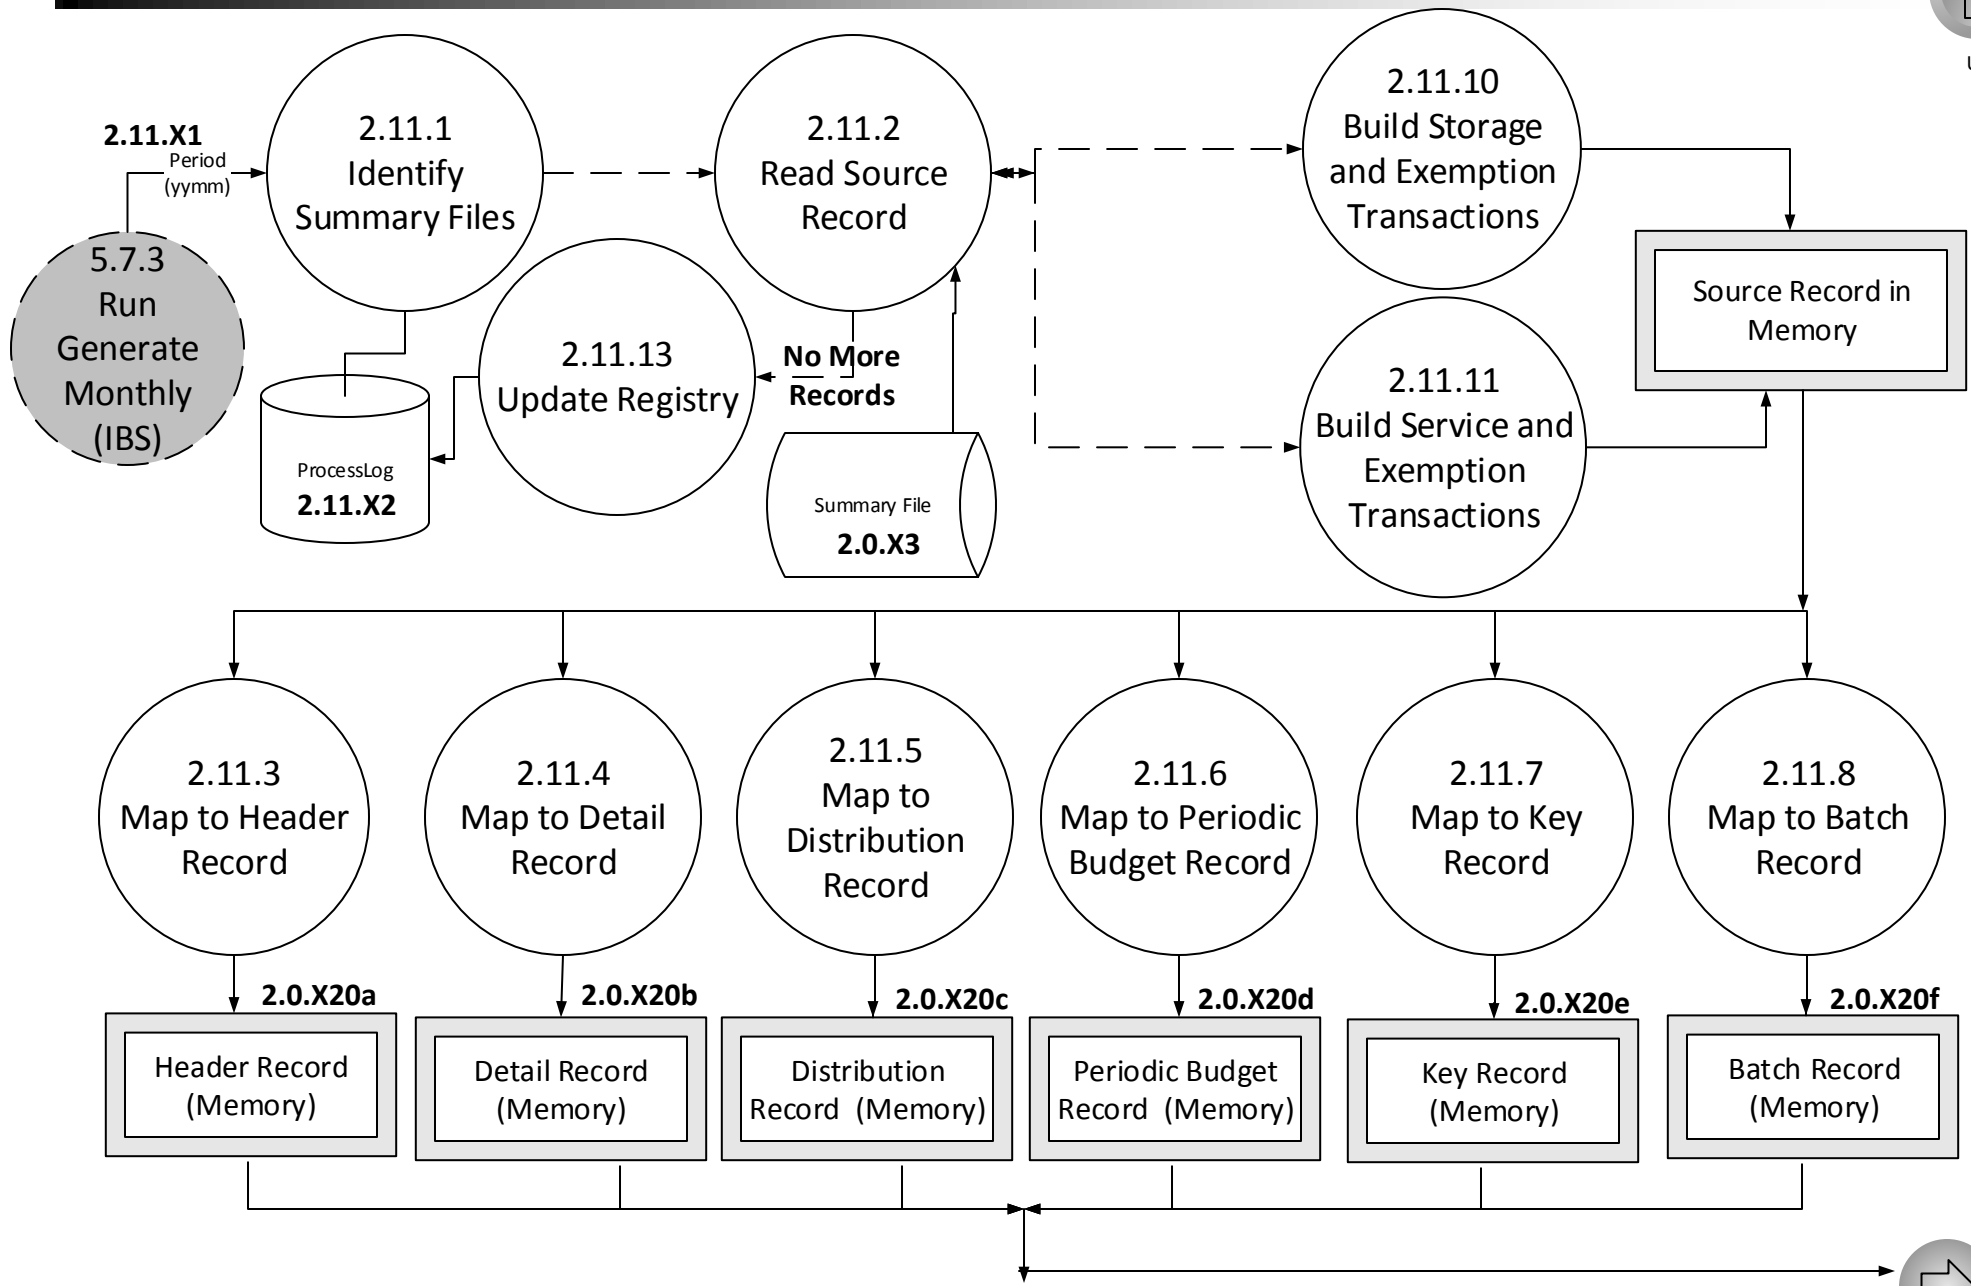 2.11.X1
Period
(yymm)
2.11.1
Identify
Summary Files
2.11.2
Read Source
Record
2.11.10
Build Storage
and Exemption
Transactions
5.7.3
Run
Generate
Monthly
(IBS)
Source Record in
Memory
2.11.13
Update Registry
No More
Records
2.11.11
Build Service and
Exemption
Transactions
ProcessLog
2.11.X2
Summary File
2.0.X3
2.11.3
Map to Header
Record
2.11.4
Map to Detail
Record
2.11.5
Map to
Distribution
Record
2.11.6
Map to Periodic
Budget Record
2.11.7
Map to Key
Record
2.11.8
Map to Batch
Record
2.0.X20a
2.0.X20b
2.0.X20c
2.0.X20d
2.0.X20e
2.0.X20f
Header Record
(Memory)
Detail Record
(Memory)
Distribution
Record (Memory)
Periodic Budget
Record (Memory)
Key Record
(Memory)
Batch Record
(Memory)